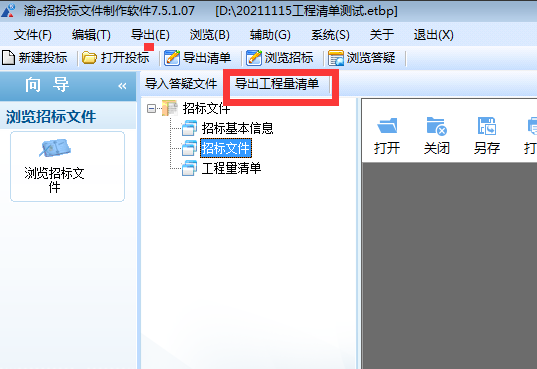 渝e招投标文件制作软件7.5.1.07 [D:\20211115工程清单测试.etbp]
文件(F) 编辑(T) 导出(E) 浏览(B) 辅助(G) 系统(S) 关于 退出(X)
新建投标 打开投标 导出清单 浏览招标 浏览答疑
向 导 «
导入答疑文件 导出工程量清单
浏览招标文件
浏览招标文
件
招标文件
招标基本信息
招标文件
工程量清单
打开 关闭 另存